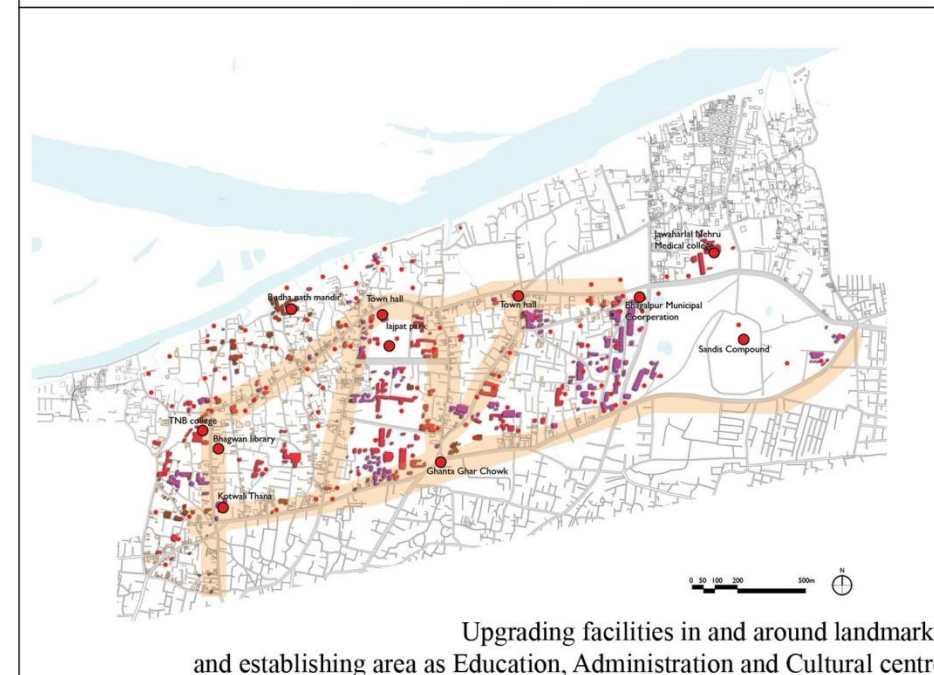 Jawaharlal Nehru
Medical college
Budha nath mandir
Town hall
Town hall
Bhagalpur Municipal
Coorperation
lajpat park
Sandis Compound
TNB college
Bhagwan library
Ghanta Ghar Chowk
Kotwali Thana
0 50 100 200 500m
N
Upgrading facilities in and around landmark
and establishing area as Education, Administration and Cultural centre